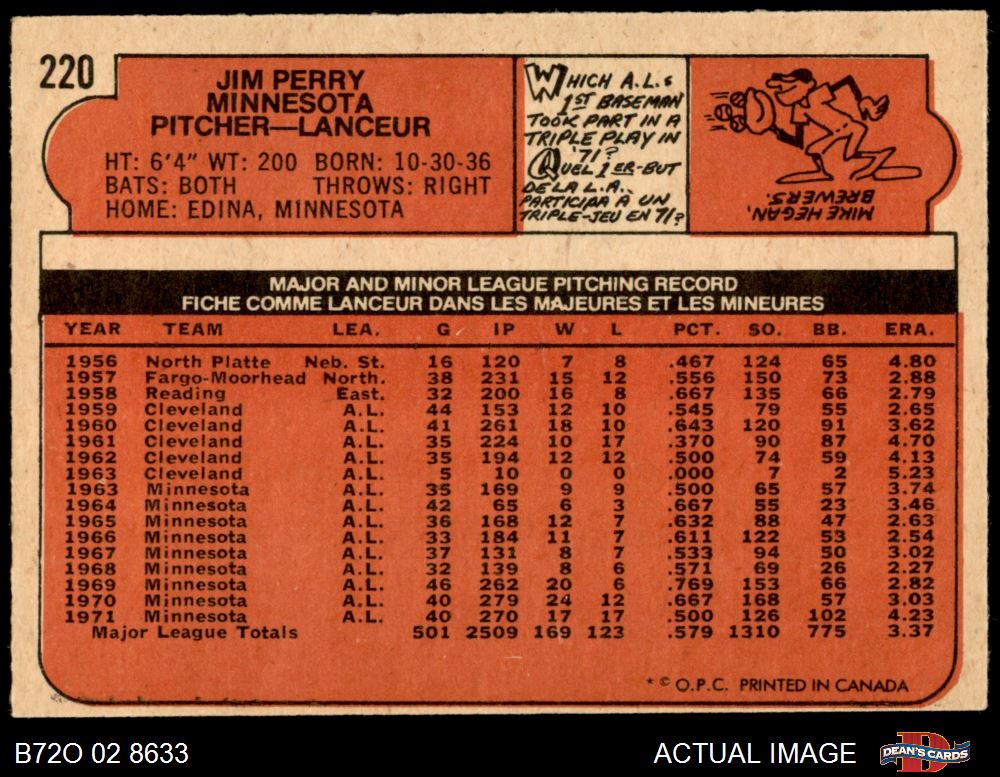 220
JIM PERRY
MINNESOTA
PITCHER—LANCEUR
HT: 6'4" WT: 200 BORN: 10-30-36
BATS: BOTH THROWS: RIGHT
HOME: EDINA, MINNESOTA
WHICH A.L.s
1ST BASEMAN
TOOK PART IN A
TRIPLE PLAY IN
'71?
QUEL 1ER-BUT
DE LA L.A.
PARTICIPA A UN
TRIPLE-JEU EN 71?
MIKE HEGAN,
BREWERS.
MAJOR AND MINOR LEAGUE PITCHING RECORD
FICHE COMME LANCEUR DANS LES MAJEURES ET LES MINEURES
YEAR TEAM LEA. G IP W L PCT. SO. BB. ERA.
1956 North Platte Neb. St. 16 120 7 8 .467 124 65 4.80
1957 Fargo-Moorhead North. 38 231 15 12 .556 150 73 2.88
1958 Reading East. 32 200 16 8 .667 135 66 2.79
1959 Cleveland A.L. 44 153 12 10 .545 79 55 2.65
1960 Cleveland A.L. 41 261 18 10 .643 120 91 3.62
1961 Cleveland A.L. 35 224 10 17 .370 90 87 4.70
1962 Cleveland A.L. 35 194 12 12 .500 74 59 4.13
1963 Cleveland A.L. 5 10 0 0 .000 7 2 5.23
1963 Minnesota A.L. 35 169 9 9 .500 65 57 3.74
1964 Minnesota A.L. 42 65 6 3 .667 55 23 3.46
1965 Minnesota A.L. 36 168 12 7 .632 88 47 2.63
1966 Minnesota A.L. 33 184 11 7 .611 122 53 2.54
1967 Minnesota A.L. 37 131 8 7 .533 94 50 3.02
1968 Minnesota A.L. 32 139 8 6 .571 69 26 2.27
1969 Minnesota A.L. 46 262 20 6 .769 153 66 2.82
1970 Minnesota A.L. 40 279 24 12 .667 168 57 3.03
1971 Minnesota A.L. 40 270 17 17 .500 126 102 4.23
Major League Totals 501 2509 169 123 .579 1310 775 3.37
* © O.P.C. PRINTED IN CANADA
B72O 02 8633
ACTUAL IMAGE
D
DEAN'S CARDS